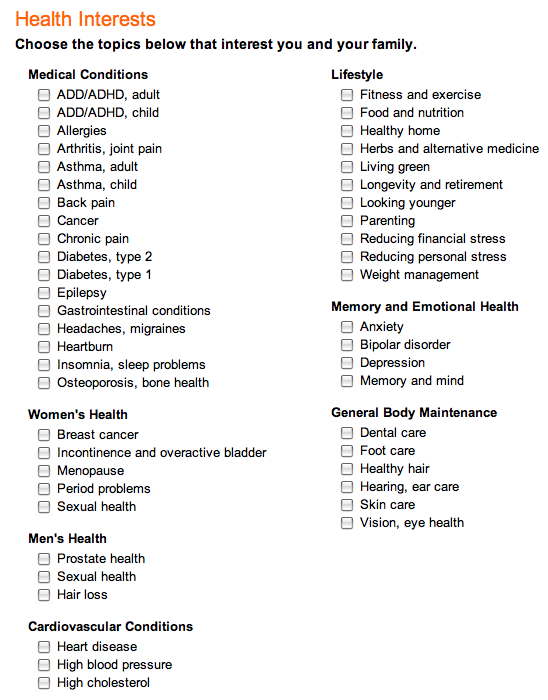 Health Interests
Choose the topics below that interest you and your family.
Medical Conditions
ADD/ADHD, adult
ADD/ADHD, child
Allergies
Arthritis, joint pain
Asthma, adult
Asthma, child
Back pain
Cancer
Chronic pain
Diabetes, type 2
Diabetes, type 1
Epilepsy
Gastrointestinal conditions
Headaches, migraines
Heartburn
Insomnia, sleep problems
Osteoporosis, bone health
Women's Health
Breast cancer
Incontinence and overactive bladder
Menopause
Period problems
Sexual health
Men's Health
Prostate health
Sexual health
Hair loss
Cardiovascular Conditions
Heart disease
High blood pressure
High cholesterol
Lifestyle
Fitness and exercise
Food and nutrition
Healthy home
Herbs and alternative medicine
Living green
Longevity and retirement
Looking younger
Parenting
Reducing financial stress
Reducing personal stress
Weight management
Memory and Emotional Health
Anxiety
Bipolar disorder
Depression
Memory and mind
General Body Maintenance
Dental care
Foot care
Healthy hair
Hearing, ear care
Skin care
Vision, eye health